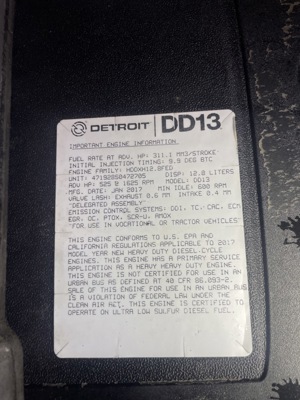 DETROIT DD13
IMPORTANT ENGINE INFORMATION
FUEL RATE AT ADV. HP: 311.1 MM3/STROKE
INITIAL INJECTION TIMING: 9.9 DEG BTC
ENGINE FAMILY: HDDXH12.8FED DISP: 12.8 LITERS
UNIT: 471928S0472705 MODEL: DD13
ADV HP: 525 @ 1625 RPM
DATE: JAN 2017 MIN IDLE: 600 RPM
VALVE LASH: EXHAUST 0.6 MM INTAKE 0.4 MM
*DELEGATED ASSEMBLY*
EMISSION CONTROL SYSTEMS: DDI, TC, CAC, ECM
EGR, OC, PTOX, SCR-U, AMOX
*FOR USE IN VOCATIONAL OR TRACTOR VEHICLES
THIS ENGINE CONFORMS TO U.S. EPA AND
CALIFORNIA REGULATIONS APPLICABLE TO 2017
MODEL YEAR NEW HEAVY DUTY DIESEL-CYCLE
ENGINES. THIS ENGINE HAS A PRIMARY SERVICE
APPLICATION AS A HEAVY HEAVY DUTY ENGINE.
THIS ENGINE IS NOT CERTIFIED FOR USE IN AN
URBAN BUS AS DEFINED AT 40 CFR 86.093-2.
SALE OF THIS ENGINE FOR USE IN AN URBAN BUS
IS A VIOLATION OF FEDERAL LAW UNDER THE
CLEAN AIR ACT. THIS ENGINE IS CERTIFIED TO
OPERATE ON ULTRA LOW SULFUR DIESEL FUEL.